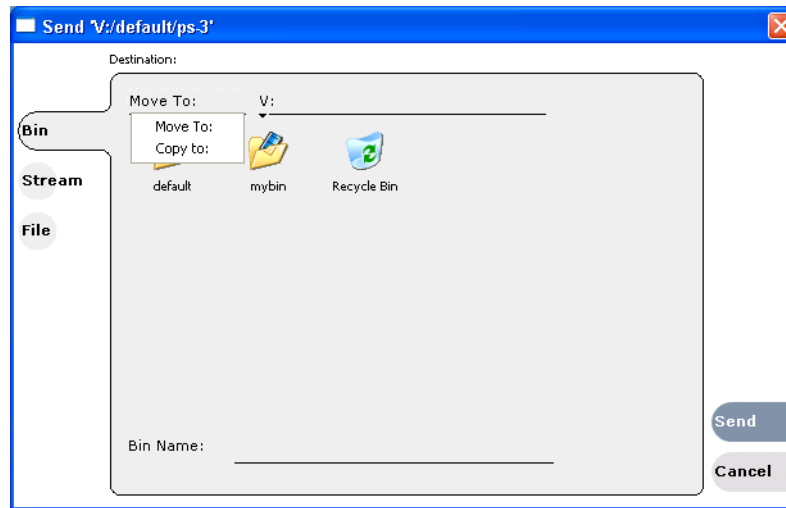 Send 'V:/default/ps-3'
Destination:
Move To: V:
Move To:
Copy to:
Bin
Stream
File
default mybin Recycle Bin
Bin Name:
Send
Cancel